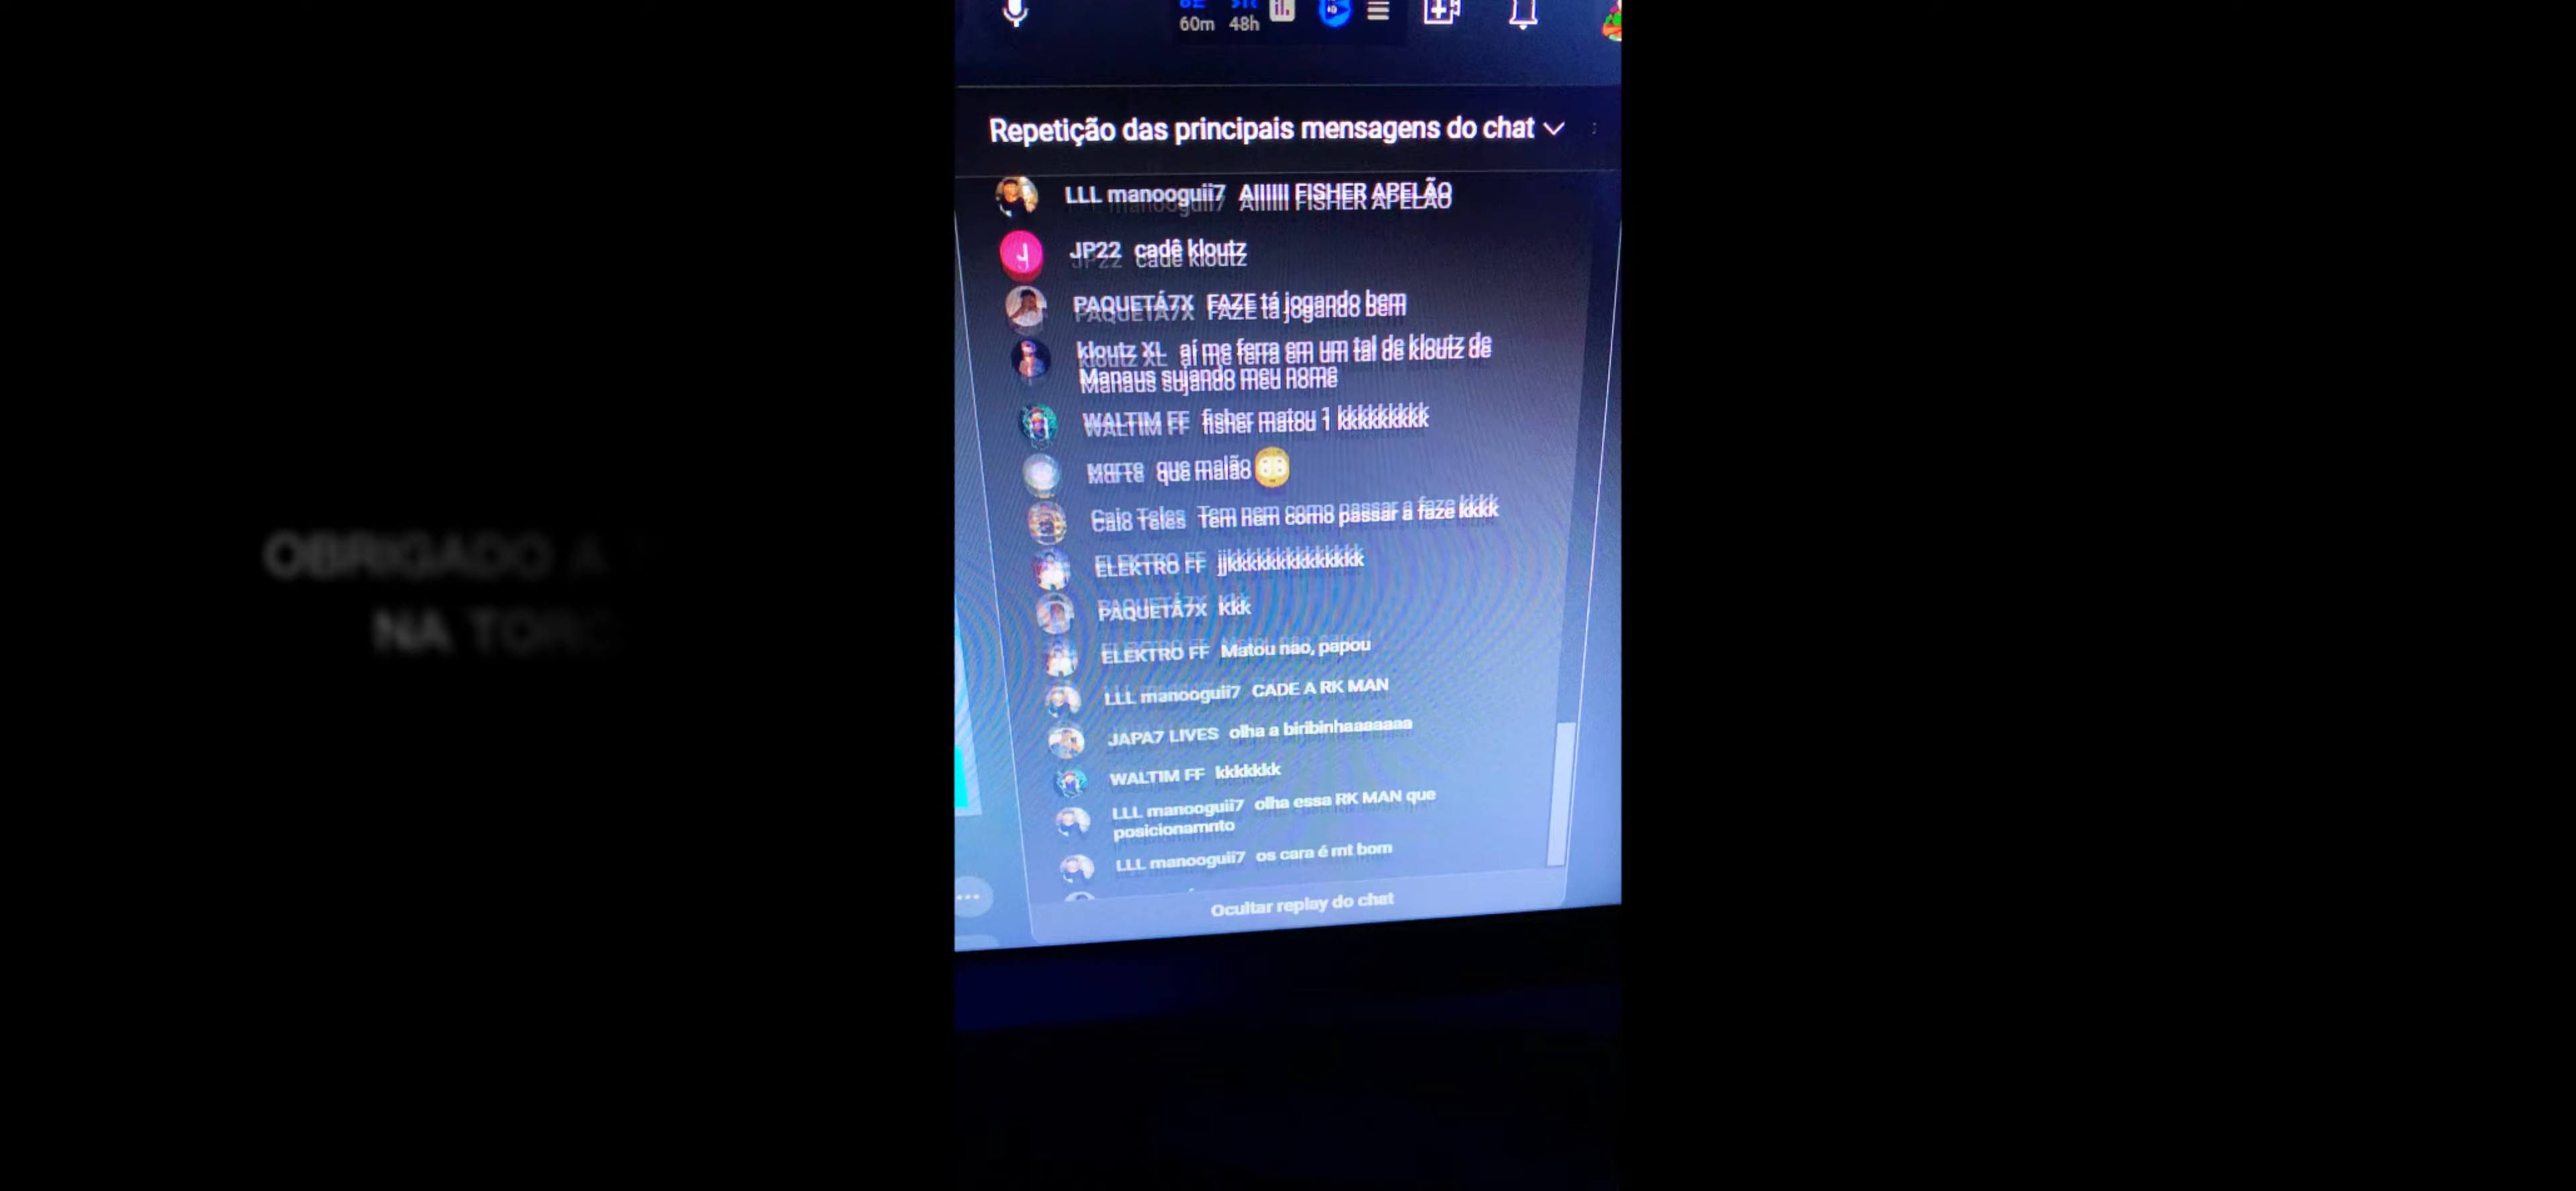 60m 48h
Repetição das principais mensagens do chat
LLL manooguii7 AIIIIII FISHER APELÃO
JP22 cadê kloutz
PAQUETÁ7X FAZE tá jogando bem
kloutz XL aí me ferra em um tal de kloutz de
Manaus sujando meu nome
WALTIM FF fisher matou 1 kkkkkkkkk
Marte que malão
Caio Teles Tem nem como passar a faze kkkk
ELEKTRO FF jjkkkkkkkkkkkkkkk
PAQUETÁ7X Kkk
ELEKTRO FF Matou não, papou
LLL manooguii7 CADE A RK MAN
JAPA7 LIVES olha a biribinhaaaaaaa
WALTIM FF kkkkkkk
LLL manooguii7 olha essa RK MAN que
posicionamnto
LLL manooguii7 os cara é mt bom
Ocultar replay do chat
OBRIGADO A
NA